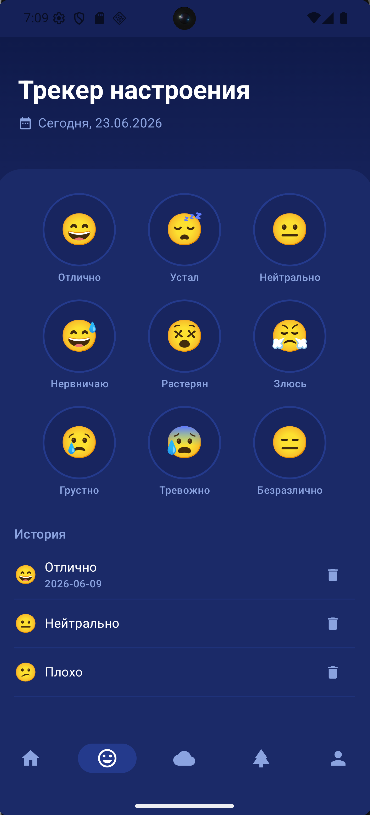 7:09
Трекер настроения
Сегодня, 23.06.2026
Отлично
Устал
Нейтрально
Нервничаю
Растерян
Злюсь
Грустно
Тревожно
Безразлично
История
Отлично
2026-06-09
Нейтрально
Плохо